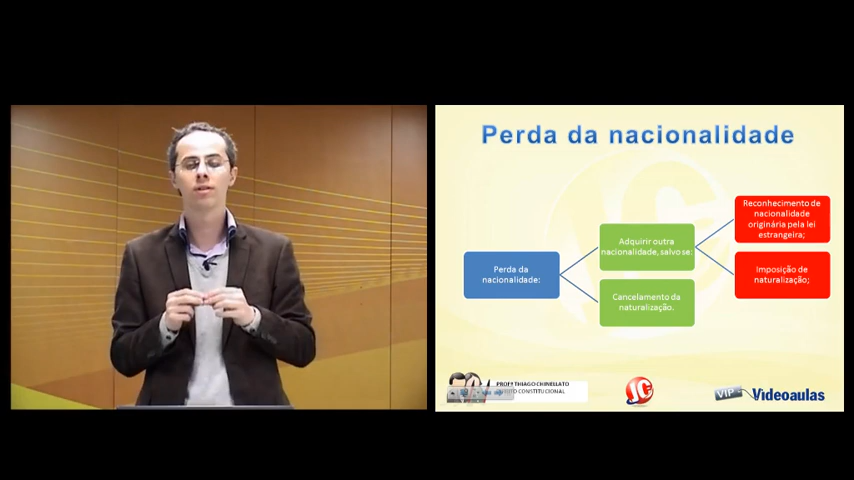 Perda da nacionalidade
Perda da
nacionalidade:
Adquirir outra
nacionalidade, salvo se:
Cancelamento da
naturalização.
Reconhecimento de
nacionalidade
originária pela lei
estrangeira;
Imposição de
naturalização;
PROFº THIAGO CHINELLATO
CONSTITUCIONAL
JC
VIP Videoaulas